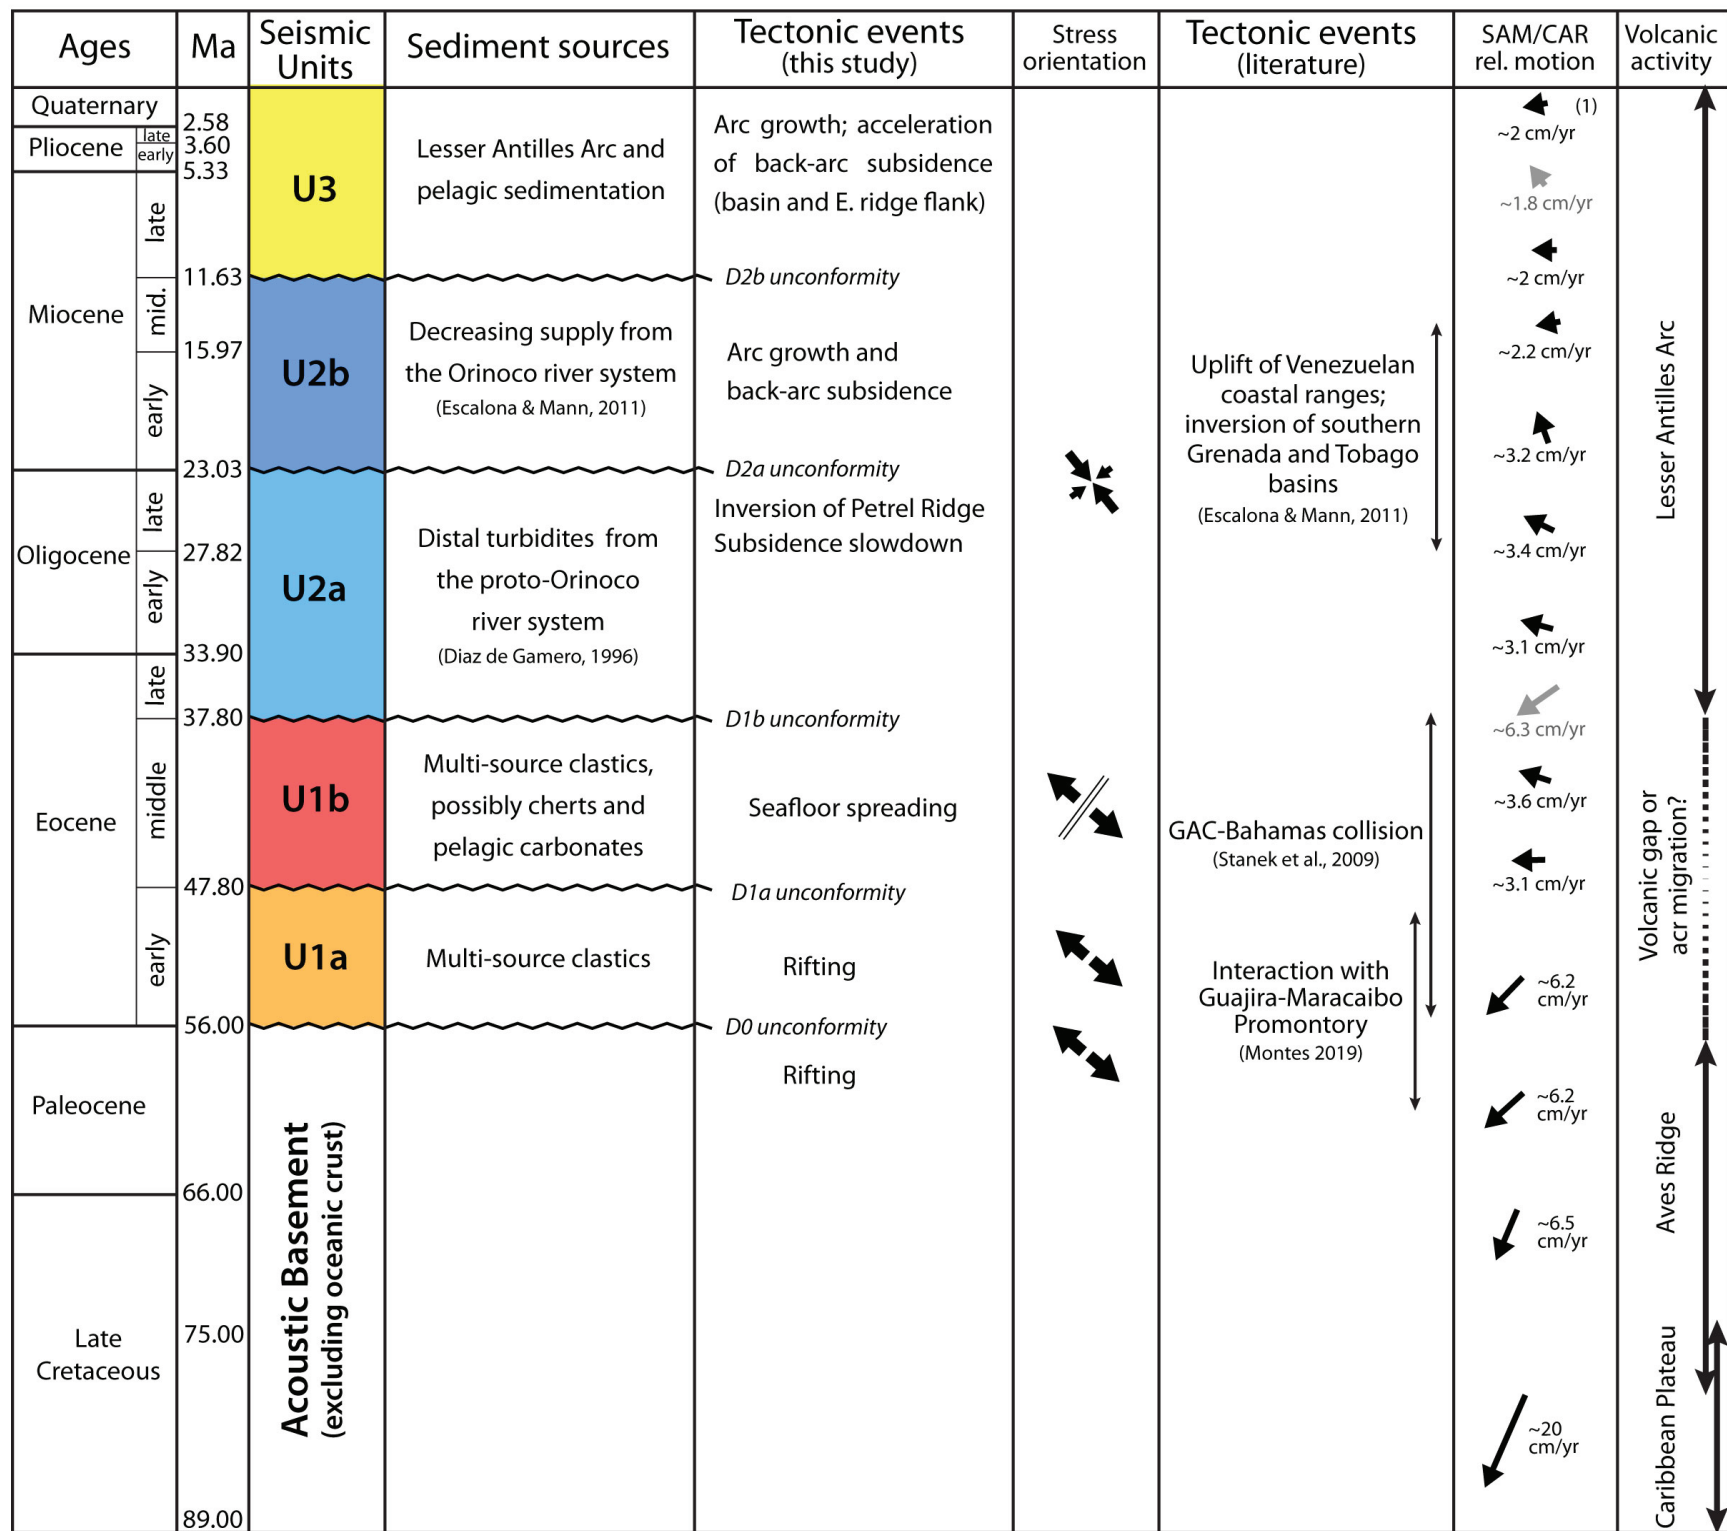 Ages
Ma
Seismic
Units
Sediment sources
Tectonic events
(this study)
Stress
orientation
Tectonic events
(literature)
SAM/CAR
rel. motion
Volcanic
activity
Quaternary
Pliocene
late
early
Miocene
late
mid.
early
Oligocene
late
early
Eocene
late
middle
early
Paleocene
Late
Cretaceous
2.58
3.60
5.33
11.63
15.97
23.03
27.82
33.90
37.80
47.80
56.00
66.00
75.00
89.00
U3
U2b
U2a
U1b
U1a
Acoustic Basement
(excluding oceanic crust)
Lesser Antilles Arc and
pelagic sedimentation
Decreasing supply from
the Orinoco river system
(Escalona & Mann, 2011)
Distal turbidites from
the proto-Orinoco
river system
(Diaz de Gamero, 1996)
Multi-source clastics,
possibly cherts and
pelagic carbonates
Multi-source clastics
Arc growth; acceleration
of back-arc subsidence
(basin and E. ridge flank)
D2b unconformity
Arc growth and
back-arc subsidence
D2a unconformity
Inversion of Petrel Ridge
Subsidence slowdown
D1b unconformity
Seafloor spreading
D1a unconformity
Rifting
D0 unconformity
Rifting
Uplift of Venezuelan
coastal ranges;
inversion of southern
Grenada and Tobago
basins
(Escalona & Mann, 2011)
GAC-Bahamas collision
(Stanek et al., 2009)
Interaction with
Guajira-Maracaibo
Promontory
(Montes 2019)
(1)
~2 cm/yr
~1.8 cm/yr
~2 cm/yr
~2.2 cm/yr
~3.2 cm/yr
~3.4 cm/yr
~3.1 cm/yr
~6.3 cm/yr
~3.6 cm/yr
~3.1 cm/yr
~6.2
cm/yr
~6.2
cm/yr
~6.5
cm/yr
~20
cm/yr
Lesser Antilles Arc
Volcanic gap or
acr migration?
Aves Ridge
Caribbean Plateau